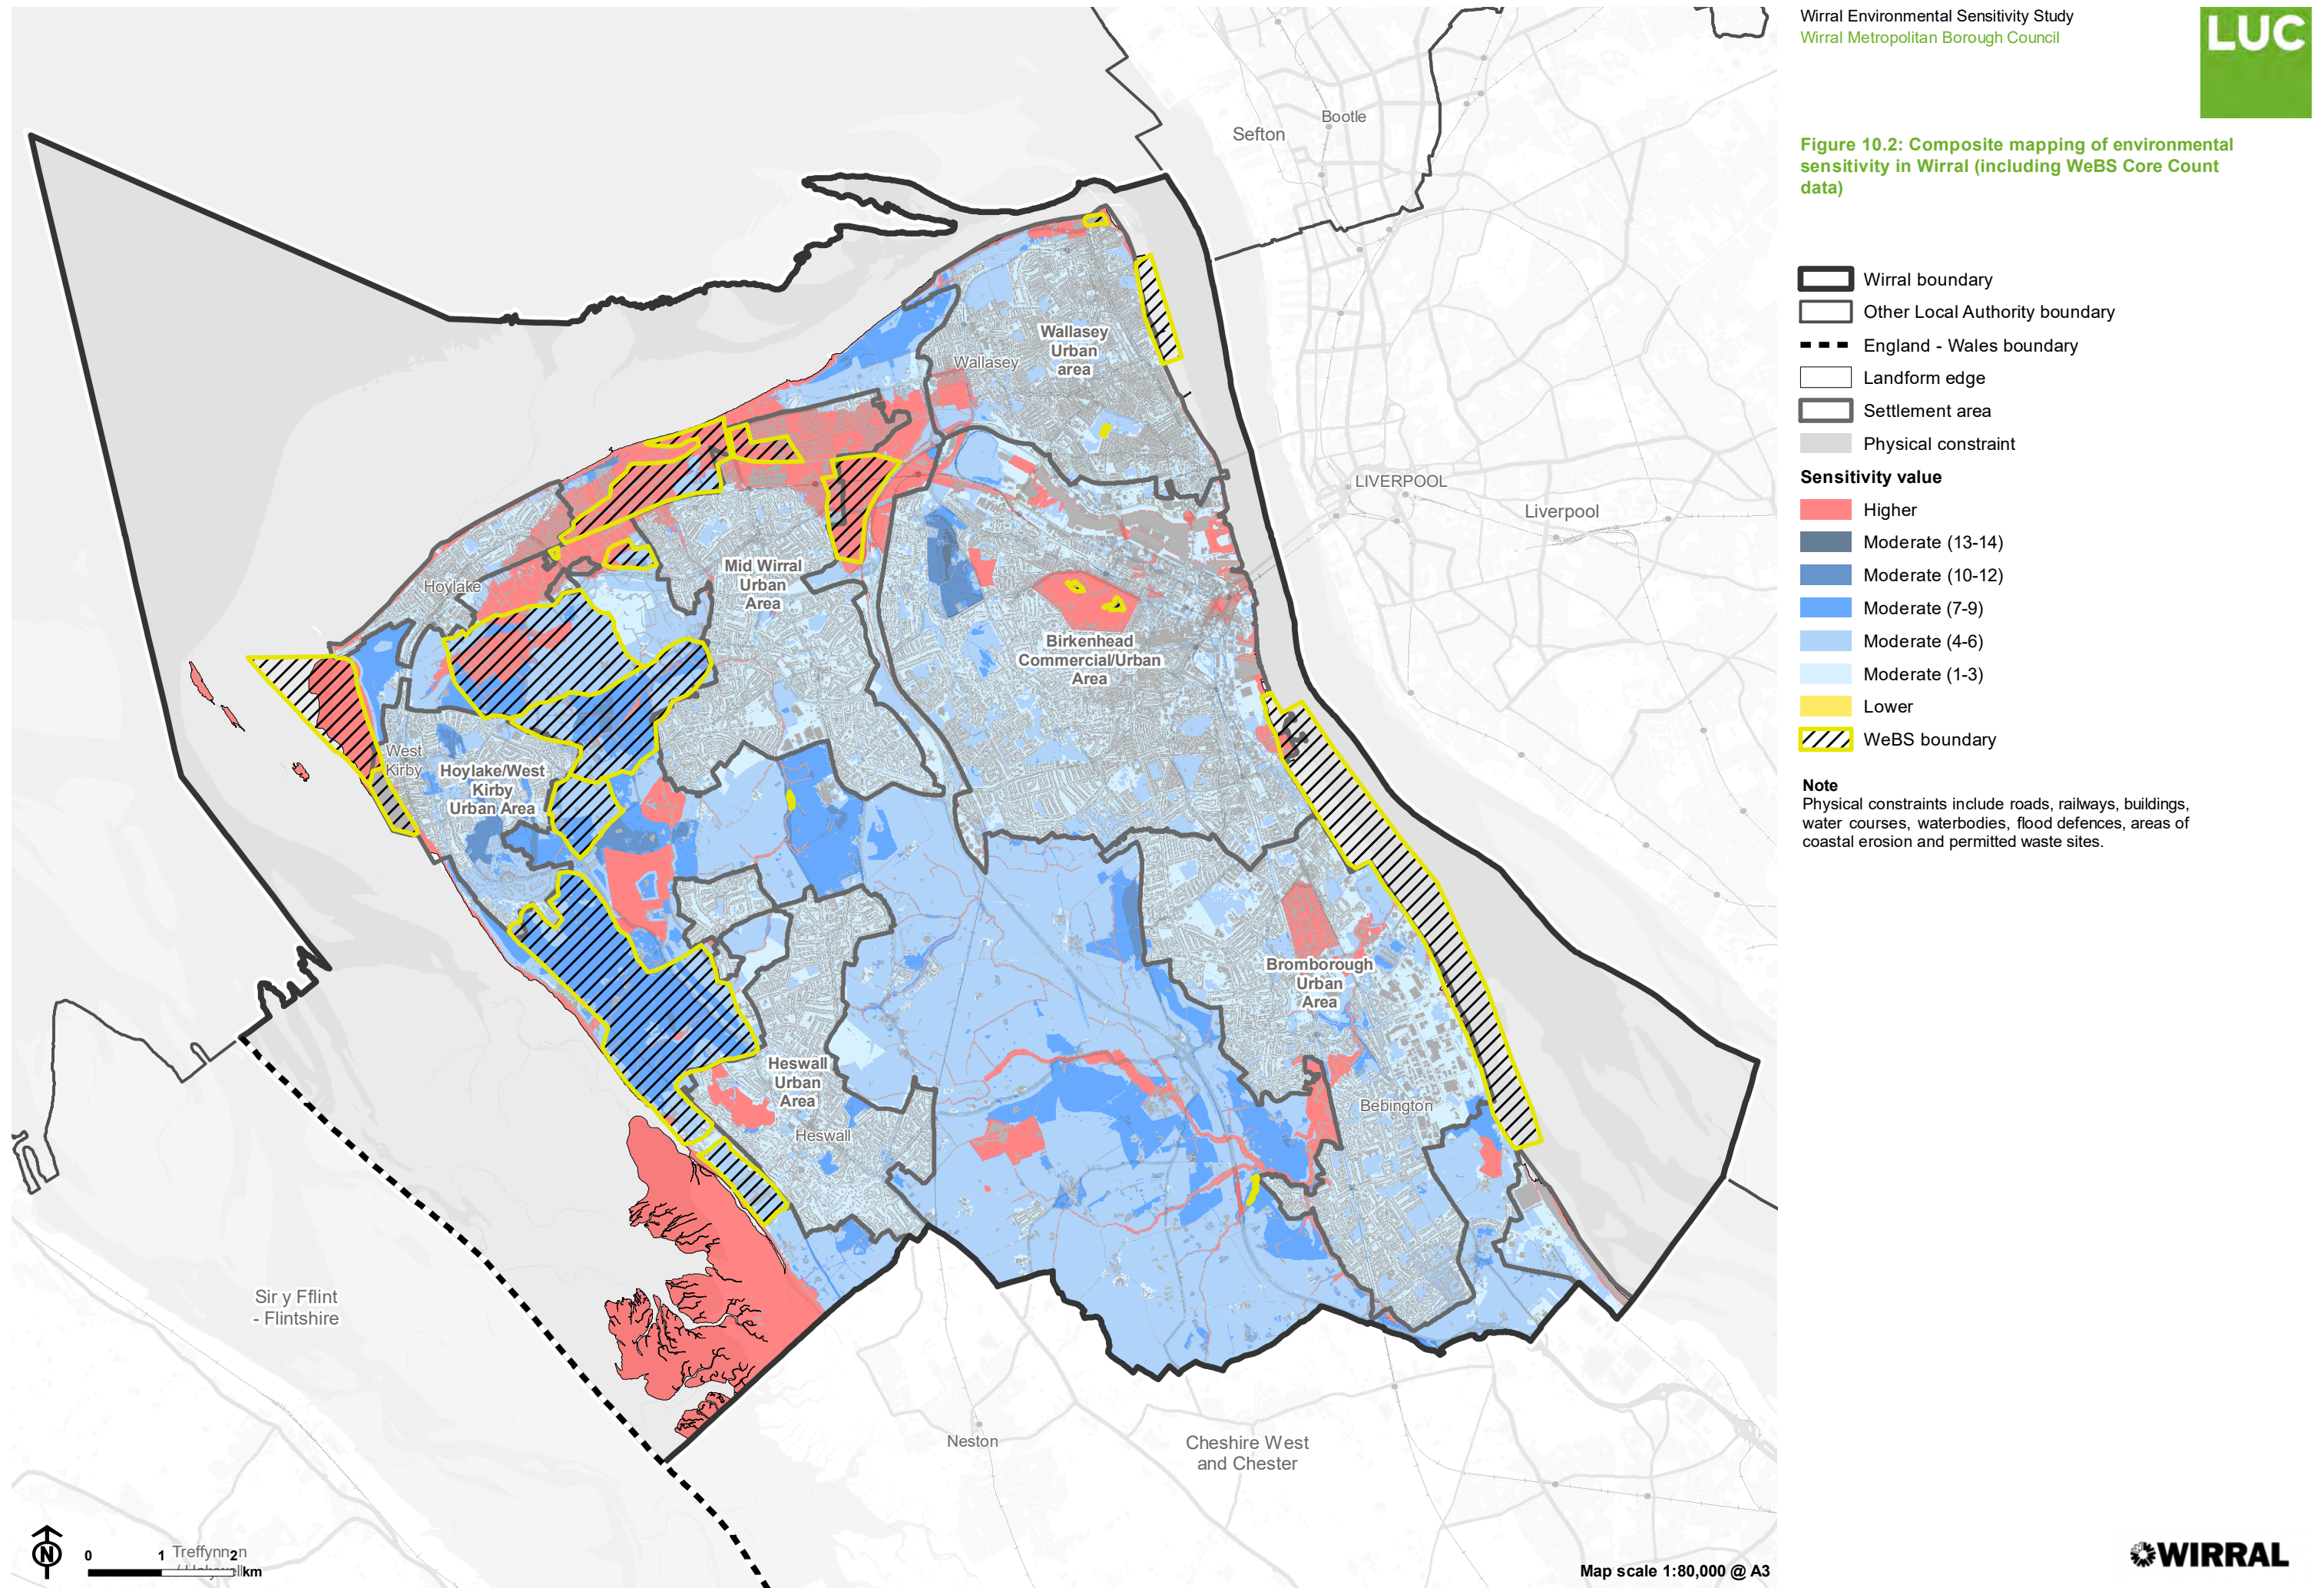 Wirral Environmental Sensitivity Study
Wirral Metropolitan Borough Council
LUC
Figure 10.2: Composite mapping of environmental
sensitivity in Wirral (including WeBS Core Count
data)
Wirral boundary
Other Local Authority boundary
England - Wales boundary
Landform edge
Settlement area
Physical constraint
Sensitivity value
Higher
Moderate (13-14)
Moderate (10-12)
Moderate (7-9)
Moderate (4-6)
Moderate (1-3)
Lower
WeBS boundary
Note
Physical constraints include roads, railways, buildings,
water courses, waterbodies, flood defences, areas of
coastal erosion and permitted waste sites.
Bootle
Sefton
Wallasey
Urban
area
Wallasey
LIVERPOOL
Liverpool
Hoylake
Mid Wirral
Urban
Area
Birkenhead
Commercial/Urban
Area
West
Kirby
Hoylake/West
Kirby
Urban Area
Bromborough
Urban
Area
Heswall
Urban
Area
Bebington
Heswall
Sir y Fflint
- Flintshire
Neston
Cheshire West
and Chester
N
0 1 2
km
Map scale 1:80,000 @ A3
WIRRAL